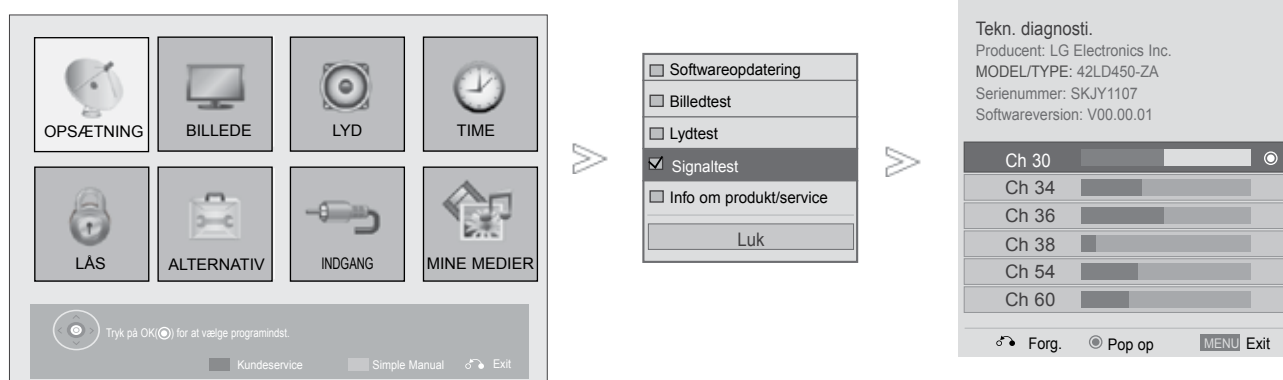 OPSÆTNING
BILLEDE
LYD
TIME
LÅS
ALTERNATIV
INDGANG
MINE MEDIER
Tryk på OK(◉) for at vælge programindst.
Kundeservice
Simple Manual
Exit
Softwareopdatering
Billedtest
Lydtest
Signaltest
Info om produkt/service
Luk
Tekn. diagnosti.
Producent: LG Electronics Inc.
MODEL/TYPE: 42LD450-ZA
Serienummer: SKJY1107
Softwareversion: V00.00.01
Ch 30
Ch 34
Ch 36
Ch 38
Ch 54
Ch 60
Forg.
Pop op
MENU Exit